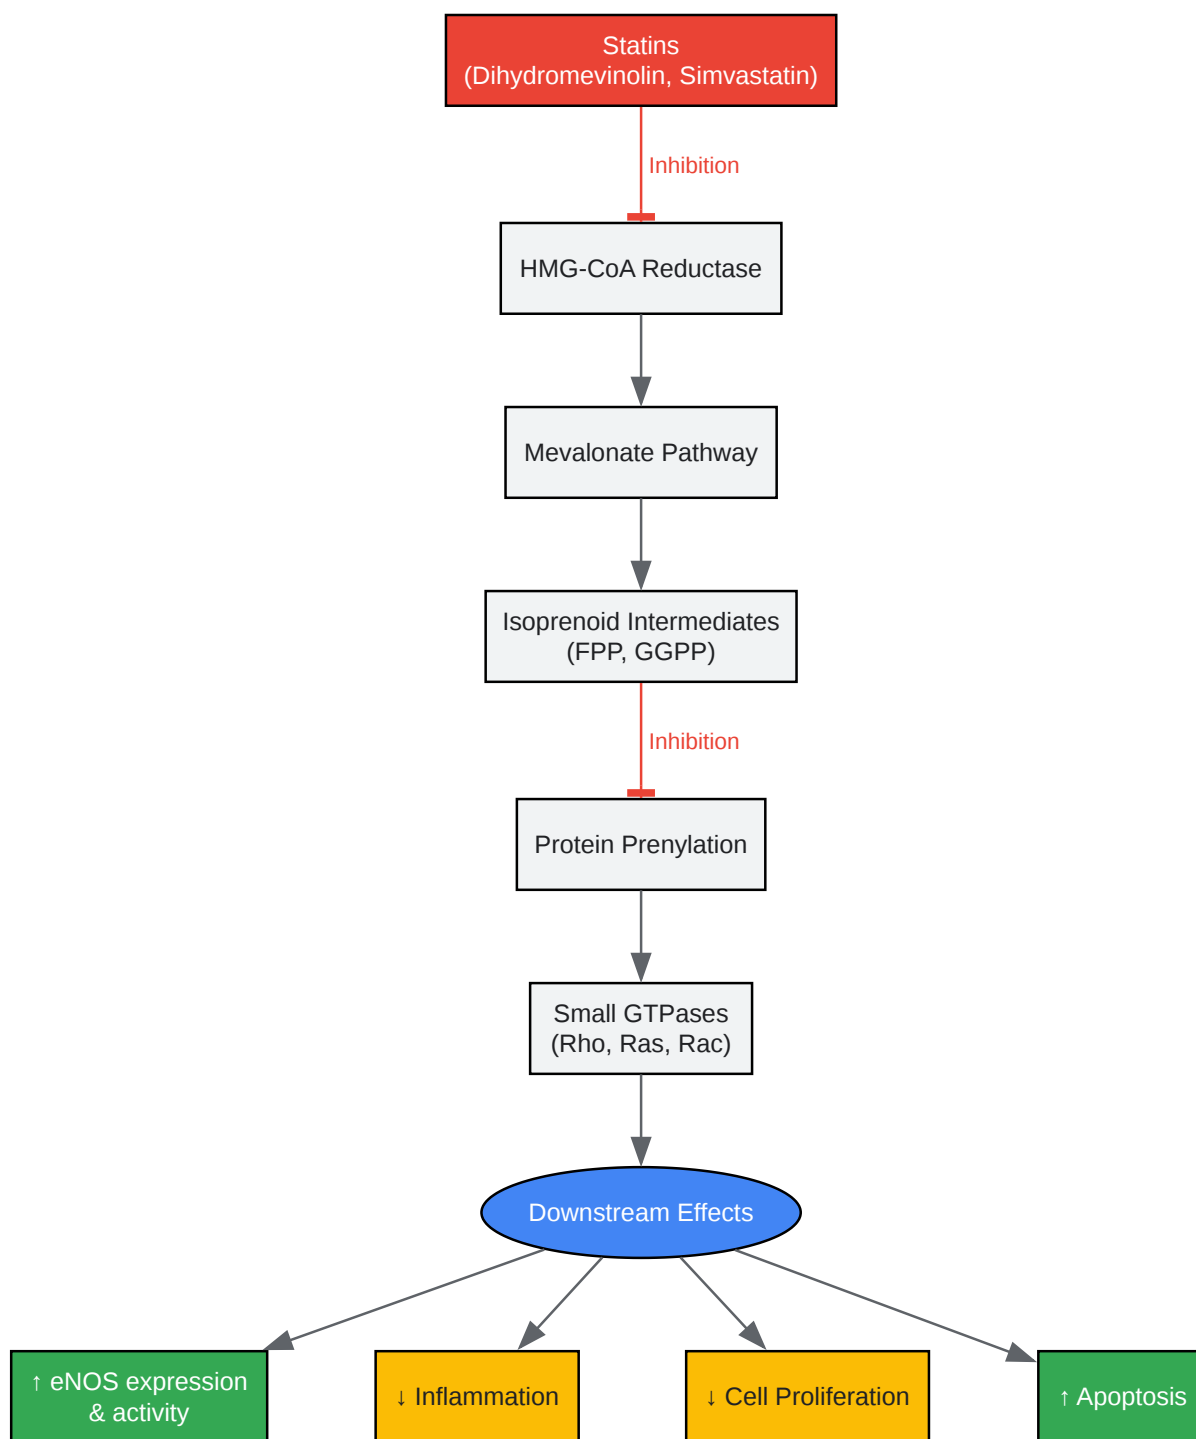 Statins
(Dihydromevinolin, Simvastatin)
Inhibition
HMG-CoA Reductase
Mevalonate Pathway
Isoprenoid Intermediates
(FPP, GGPP)
Inhibition
Protein Prenylation
Small GTPases
(Rho, Ras, Rac)
Downstream Effects
↑ eNOS expression
& activity
↓ Inflammation
↓ Cell Proliferation
↑ Apoptosis